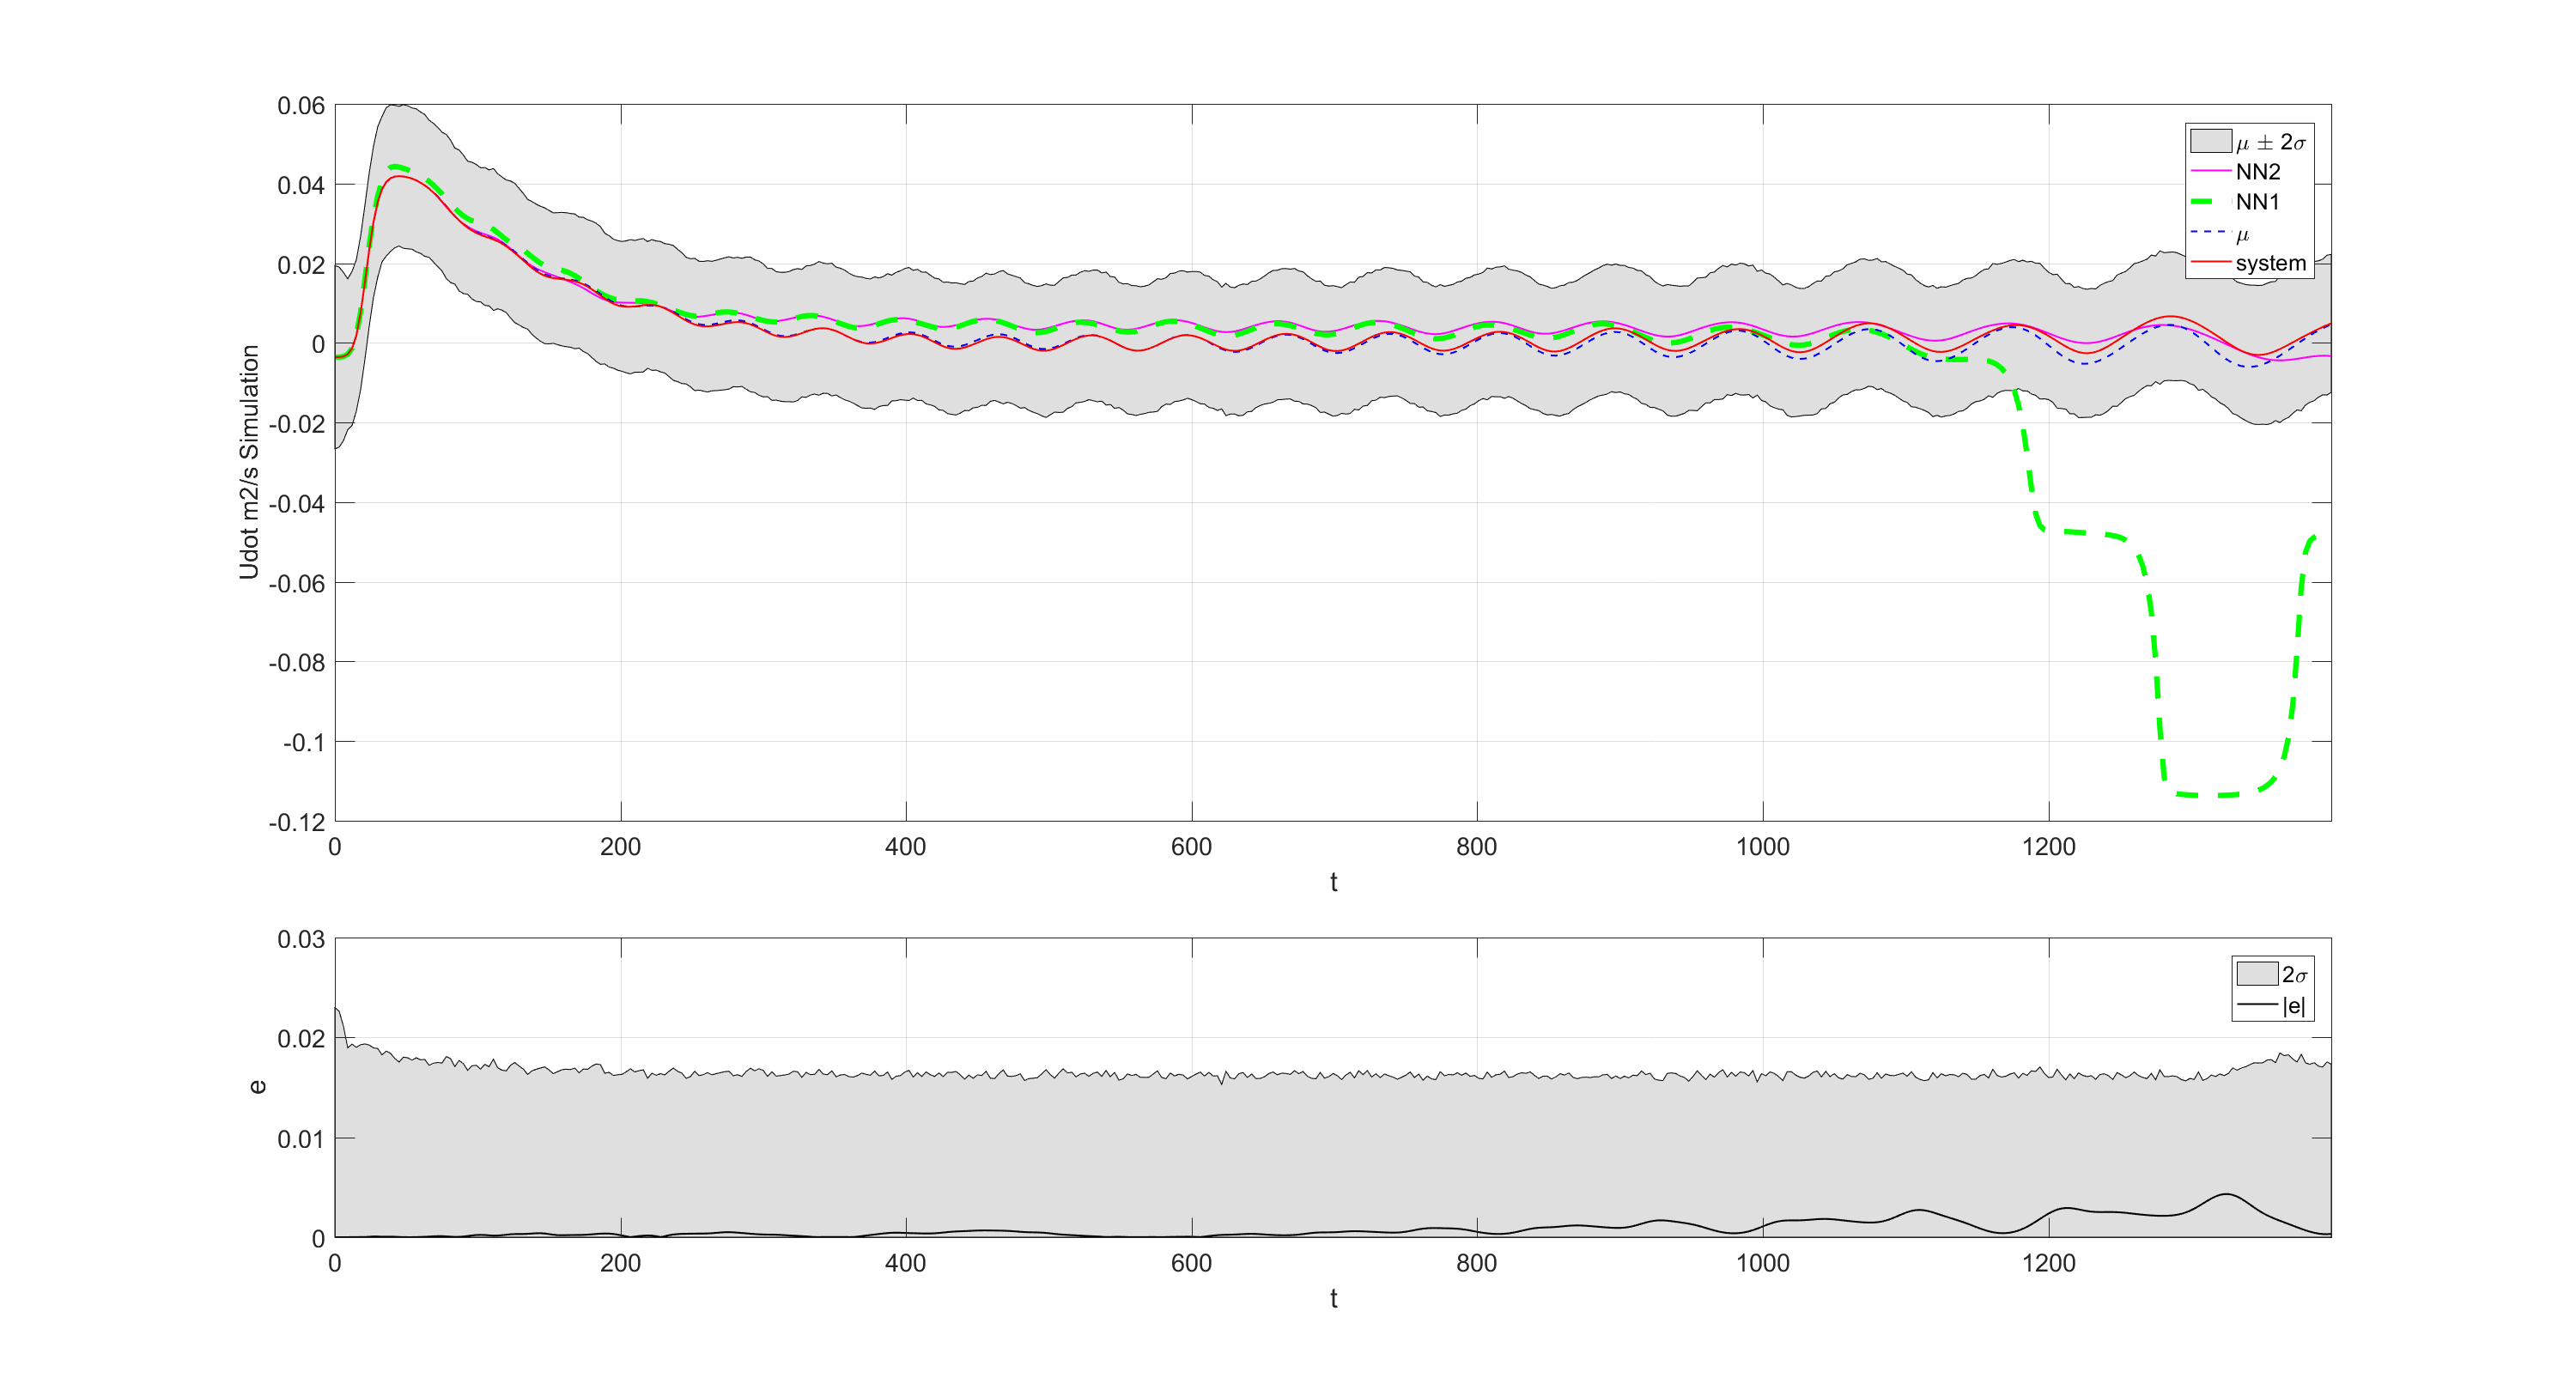 0.06
0.04
0.02
0
-0.02
-0.04
-0.06
-0.08
-0.1
-0.12
Udot m2/s Simulation
0 200 400 600 800 1000 1200
t
μ ± 2σ
NN2
NN1
μ
system
0.03
0.02
0.01
0
e
0 200 400 600 800 1000 1200
t
2σ
|e|